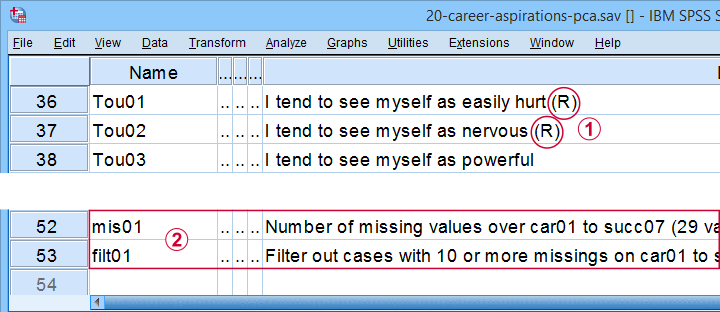 20-career-aspirations-pca.sav [] - IBM SPSS S
File Edit View Data Transform Analyze Graphs Utilities Extensions Window Help
Name ... ... ...
36 Tou01 .. .. .. I tend to see myself as easily hurt (R)
37 Tou02 .. .. .. I tend to see myself as nervous (R) 1
38 Tou03 .. .. .. I tend to see myself as powerful
52 mis01 .. .. .. Number of missing values over car01 to succ07 (29 va
2
53 filt01 .. .. .. Filter out cases with 10 or more missings on car01 to s
54